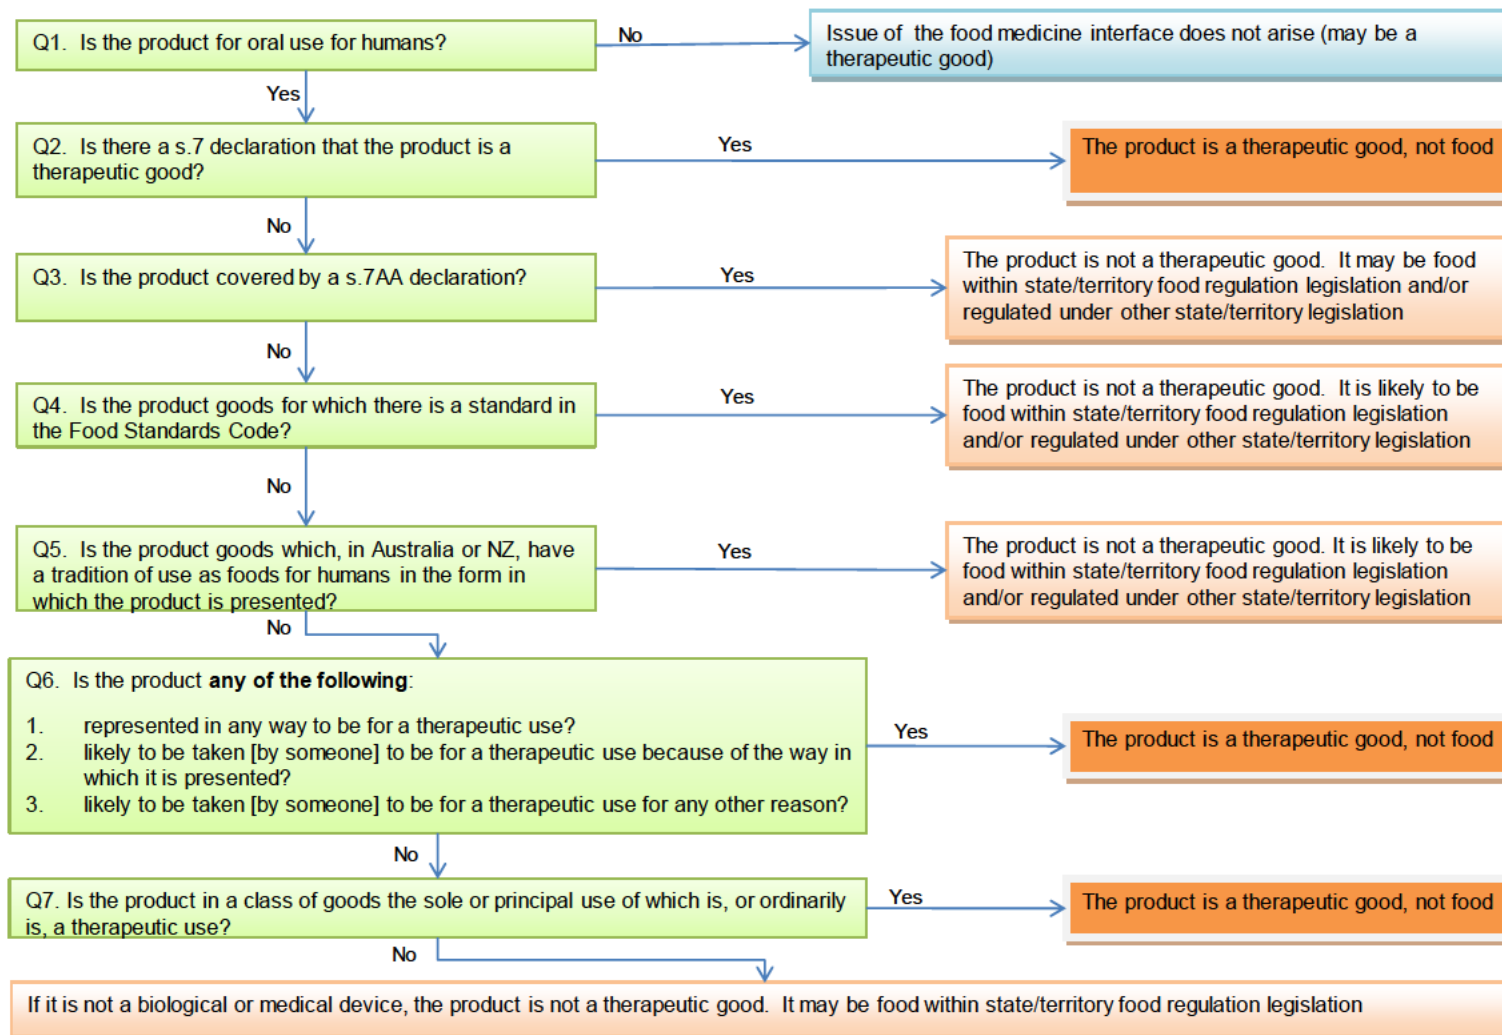 Q1. Is the product for oral use for humans?
No
Issue of the food medicine interface does not arise (may be a
therapeutic good)
Yes
Q2. Is there a s.7 declaration that the product is a
therapeutic good?
Yes
The product is a therapeutic good, not food
No
Q3. Is the product covered by a s.7AA declaration?
Yes
The product is not a therapeutic good. It may be food
within state/territory food regulation legislation and/or
regulated under other state/territory legislation
No
Q4. Is the product goods for which there is a standard in
the Food Standards Code?
Yes
The product is not a therapeutic good. It is likely to be
food within state/territory food regulation legislation
and/or regulated under other state/territory legislation
No
Q5. Is the product goods which, in Australia or NZ, have
a tradition of use as foods for humans in the form in
which the product is presented?
Yes
The product is not a therapeutic good. It is likely to be
food within state/territory food regulation legislation
and/or regulated under other state/territory legislation
No
Q6. Is the product any of the following:
1. represented in any way to be for a therapeutic use?
2. likely to be taken [by someone] to be for a therapeutic use because of the way in
which it is presented?
3. likely to be taken [by someone] to be for a therapeutic use for any other reason?
Yes
The product is a therapeutic good, not food
No
Q7. Is the product in a class of goods the sole or principal use of which is, or ordinarily
is, a therapeutic use?
Yes
The product is a therapeutic good, not food
No
If it is not a biological or medical device, the product is not a therapeutic good. It may be food within state/territory food regulation legislation